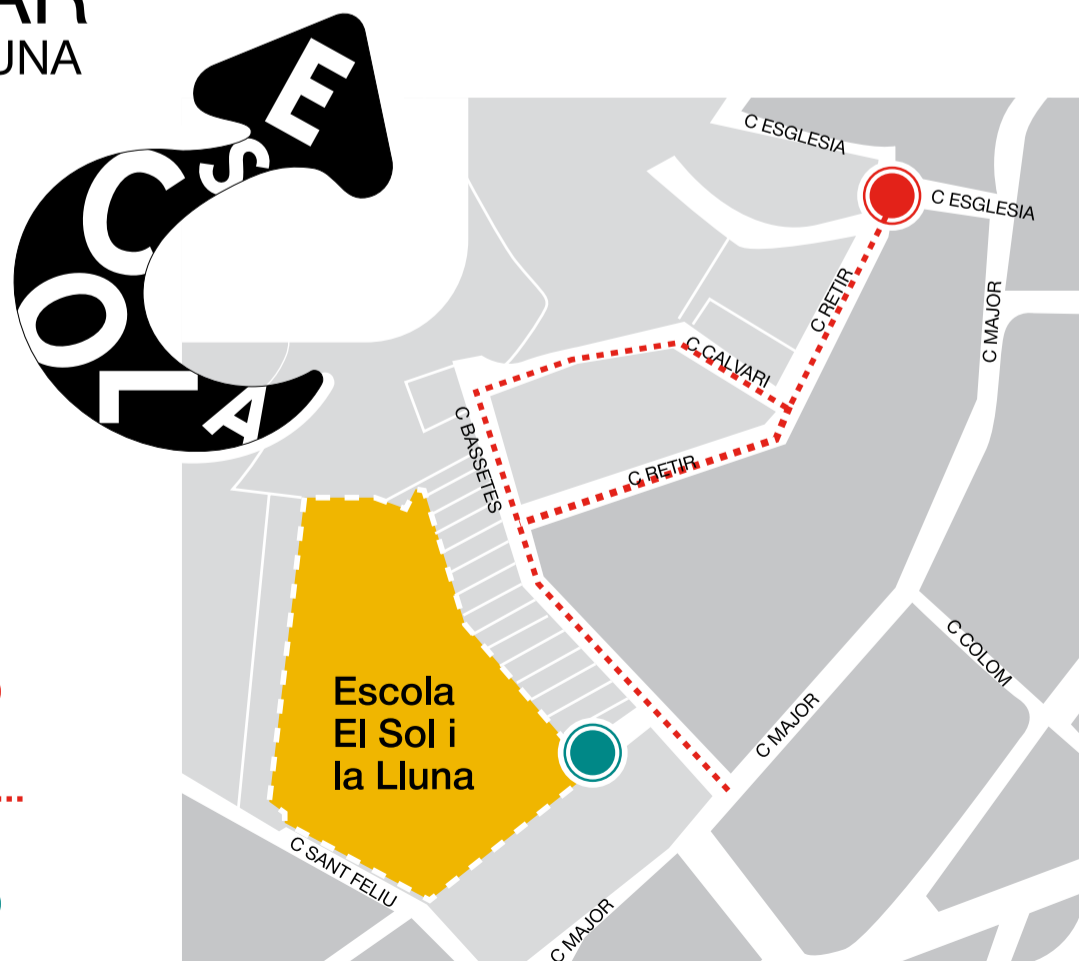 AR
UNA
ESCOLA
C ESGLESIA
C ESGLESIA
C RETIR
C MAJOR
C CALVARI
C BASSETES
C RETIR
C COLOM
Escola
El Sol i
la Lluna
C MAJOR
C SANT FELIU
C MAJOR